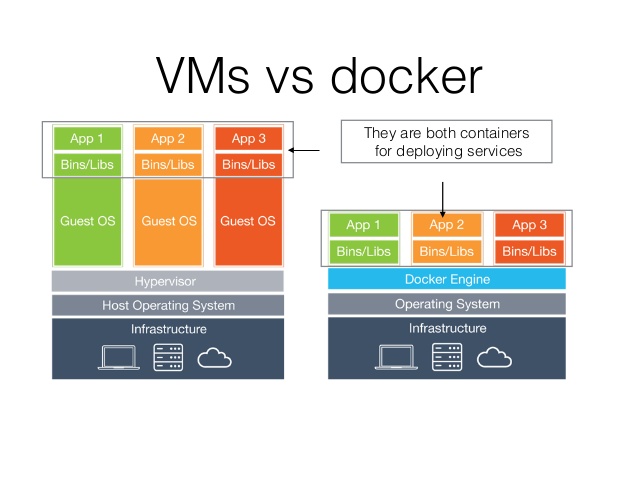 VMs vs docker
They are both containers
for deploying services
App 1 App 2 App 3
Bins/Libs Bins/Libs Bins/Libs
Guest OS Guest OS Guest OS
Hypervisor
Host Operating System
Infrastructure
App 1 App 2 App 3
Bins/Libs Bins/Libs Bins/Libs
Docker Engine
Operating System
Infrastructure